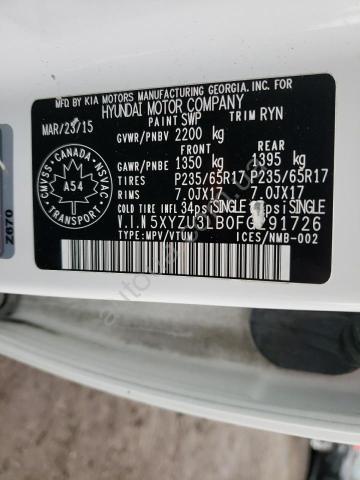 MFD.BY KIA MOTORS MANUFACTURING GEORGIA.INC.FOR
HYUNDAI MOTOR COMPANY
MAR/23/15 PAINT SWP TRIM RYN
GVWR/PNBV 2200 kg
FRONT REAR
GAWR/PNBE 1350 kg 1395 kg
TIRES P235/65R17 P235/65R17
RIMS 7.0JX17 7.0JX17
COLD TIRE INFL 34psi SINGLE psi SINGLE
V.I.N
TYPE:MPV/VTUM ICES/NMB-002
CANADA
CMVSS NSVAC
A54
TRANSPORT
Z670